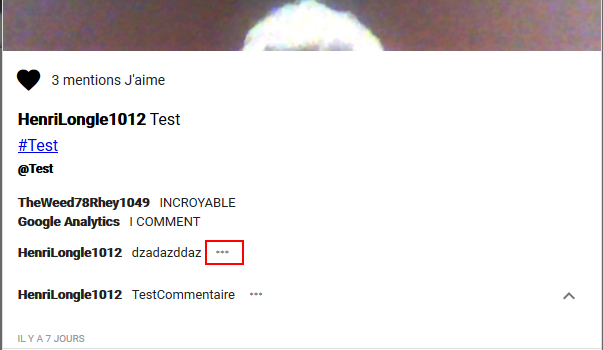 3 mentions J'aime
HenriLongle1012 Test
#Test
@Test
TheWeed78Rhey1049 INCROYABLE
Google Analytics I COMMENT
HenriLongle1012 dzadazddaz ***
HenriLongle1012 TestCommentaire ***
IL Y A 7 JOURS